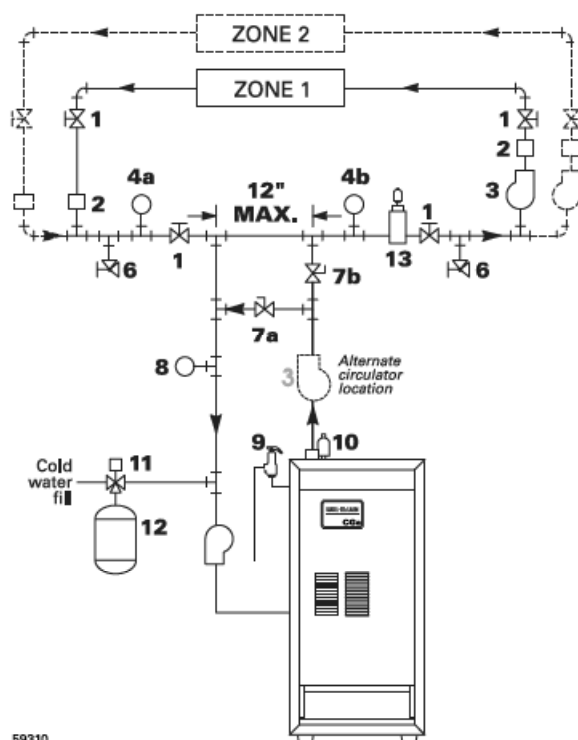 ZONE 2
ZONE 1
1
1
2
2
3
4a
12"
MAX.
4b
1
1
13
6
6
7b
7a
8
3
Alternate
circulator
location
9
10
Cold
water
fill
11
12
CGa
59310